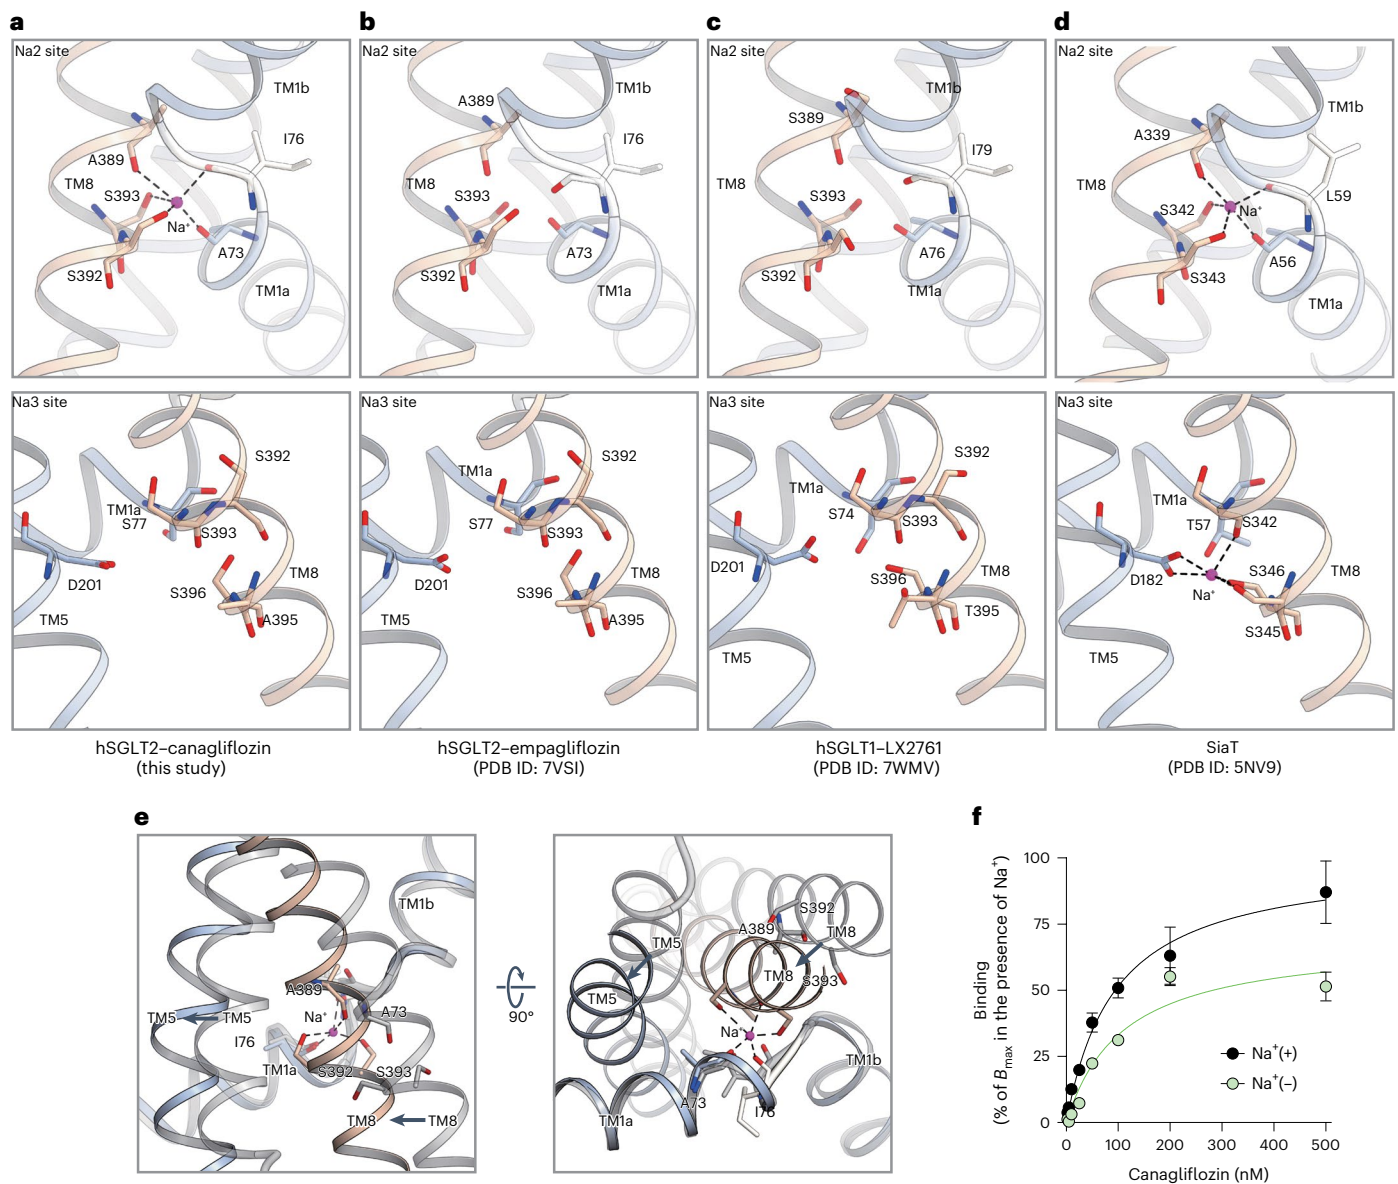 a
b
c
d
Na2 site
TM1b
I76
A389
TM8
S393
Na⁺
S392
A73
TM1a
Na2 site
TM1b
A389
I76
TM8
S393
S392
A73
TM1a
Na2 site
TM1b
S389
I79
TM8
S393
S392
A76
TM1a
Na2 site
TM1b
A339
TM8
S342
Na⁺
L59
S343
A56
TM1a
Na3 site
S392
TM1a
S77
S393
D201
S396
TM8
A395
TM5
Na3 site
S392
TM1a
S77
S393
D201
S396
TM8
A395
TM5
Na3 site
S392
TM1a
S74
S393
D201
S396
TM8
T395
TM5
Na3 site
TM1a
T57
S342
D182
Na⁺
S346
TM8
S345
TM5
hSGLT2–canagliflozin
(this study)
hSGLT2–empagliflozin
(PDB ID: 7VSI)
hSGLT1–LX2761
(PDB ID: 7WMV)
SiaT
(PDB ID: 5NV9)
e
TM1b
A389
A73
TM5
TM5
Na⁺
I76
TM1a
S392
S393
TM8
TM8
90°
S392
A389
TM8
TM5
TM8
S393
TM5
Na⁺
TM1b
A73
I76
TM1a
f
Binding
(% of Bmax in the presence of Na⁺)
100
75
50
25
0
Na⁺(+)
Na⁺(−)
0
100
200
300
400
500
Canagliflozin (nM)